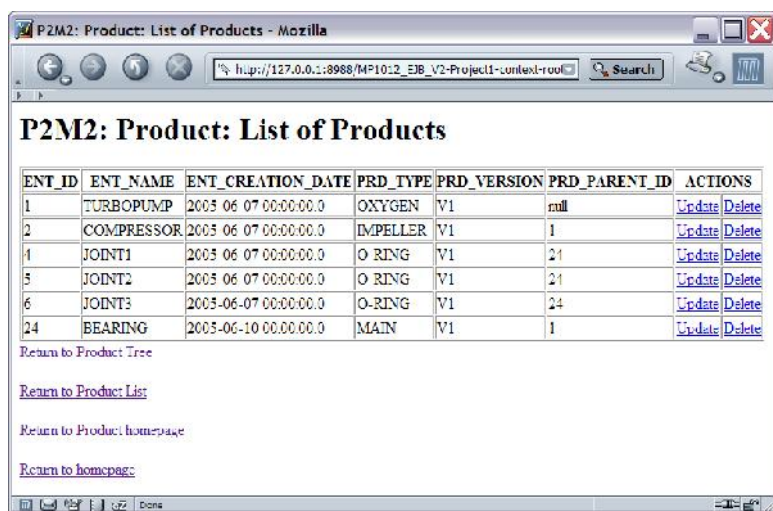 P2M2: Product: List of Products - Mozilla
http://127.0.0.1:8988/MP1012_EJB_V2-Project1-context-root Search
P2M2: Product: List of Products
ENT_ID ENT_NAME ENT_CREATION_DATE PRD_TYPE PRD_VERSION PRD_PARENT_ID ACTIONS
1 TURBOPUMP 2005-06-07 00:00:00.0 OXYGEN V1 null Update Delete
2 COMPRESSOR 2005-06-07 00:00:00.0 IMPELLER V1 1 Update Delete
4 JOINT1 2005-06-07 00:00:00.0 O-RING V1 24 Update Delete
5 JOINT2 2005-06-07 00:00:00.0 O-RING V1 24 Update Delete
6 JOINT3 2005-06-07 00:00:00.0 O-RING V1 24 Update Delete
24 BEARING 2005-06-10 00:00:00.0 MAIN V1 1 Update Delete
Return to Product Tree
Return to Product List
Return to Product homepage
Return to homepage
Done